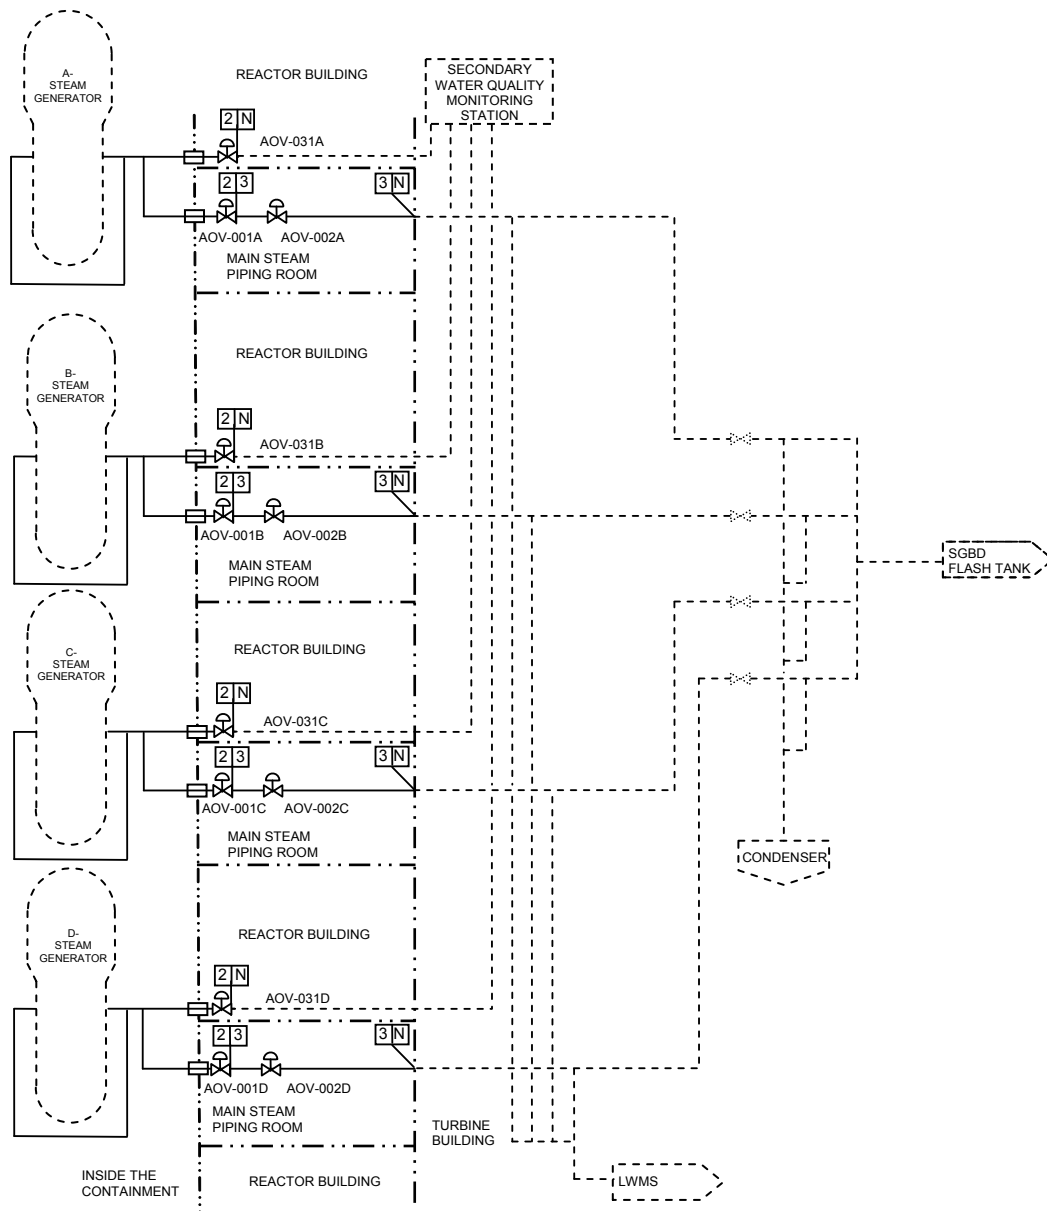 A-
STEAM
GENERATOR
REACTOR BUILDING
SECONDARY
WATER QUALITY
MONITORING
STATION
2 N
AOV-031A
2 3
3 N
AOV-001A
AOV-002A
MAIN STEAM
PIPING ROOM
B-
STEAM
GENERATOR
REACTOR BUILDING
2 N
AOV-031B
2 3
3 N
AOV-001B
AOV-002B
MAIN STEAM
PIPING ROOM
SGBD
FLASH TANK
C-
STEAM
GENERATOR
REACTOR BUILDING
2 N
AOV-031C
2 3
3 N
AOV-001C
AOV-002C
MAIN STEAM
PIPING ROOM
CONDENSER
D-
STEAM
GENERATOR
REACTOR BUILDING
2 N
AOV-031D
2 3
3 N
AOV-001D
AOV-002D
MAIN STEAM
PIPING ROOM
TURBINE
BUILDING
INSIDE THE
CONTAINMENT
REACTOR BUILDING
LWMS